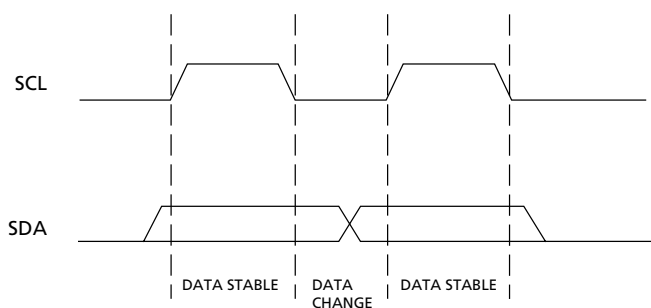 SCL
SDA
DATA STABLE
DATA
CHANGE
DATA STABLE